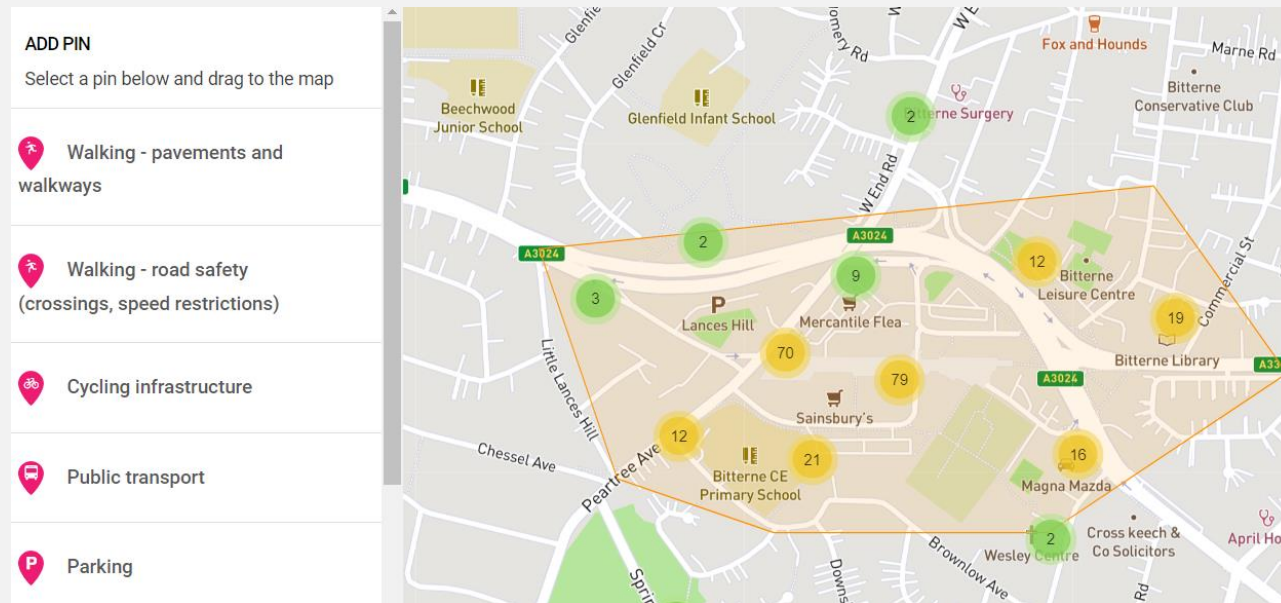 ADD PIN
Select a pin below and drag to the map
Walking - pavements and
walkways
Walking - road safety
(crossings, speed restrictions)
Cycling infrastructure
Public transport
P
Parking
Glenfield Cr
W End Rd
Fox and Hounds
Marne Rd
Beechwood
Junior School
Glenfield Infant School
2
Bitterne Surgery
Bitterne
Conservative Club
W End Rd
2
A3024
A3024
12
Bitterne
Leisure Centre
3
9
P
Lances Hill
Mercantile Flea
19
Commercial St
Bitterne Library
Little Lances Hill
70
79
A3024
Sainsbury's
12
Chessel Ave
Peartree Ave
21
Bitterne CE
Primary School
16
Magna Mazda
2
Wesley Centre
Cross keech &
Co Solicitors
Brownlow Ave
Rd